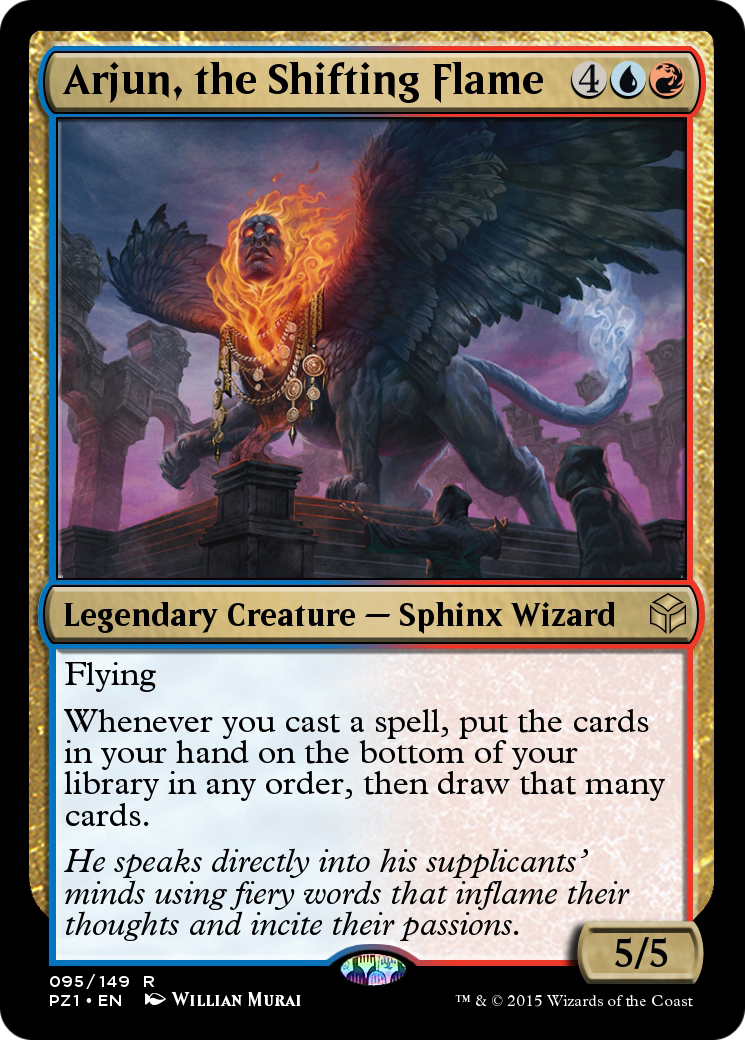 Arjun, the Shifting Flame 4
Legendary Creature — Sphinx Wizard
Flying
Whenever you cast a spell, put the cards
in your hand on the bottom of your
library in any order, then draw that many
cards.
He speaks directly into his supplicants’
minds using fiery words that inflame their
thoughts and incite their passions.
5/5
095/149 R
PZ1 • EN Willian Murai
™ & © 2015 Wizards of the Coast